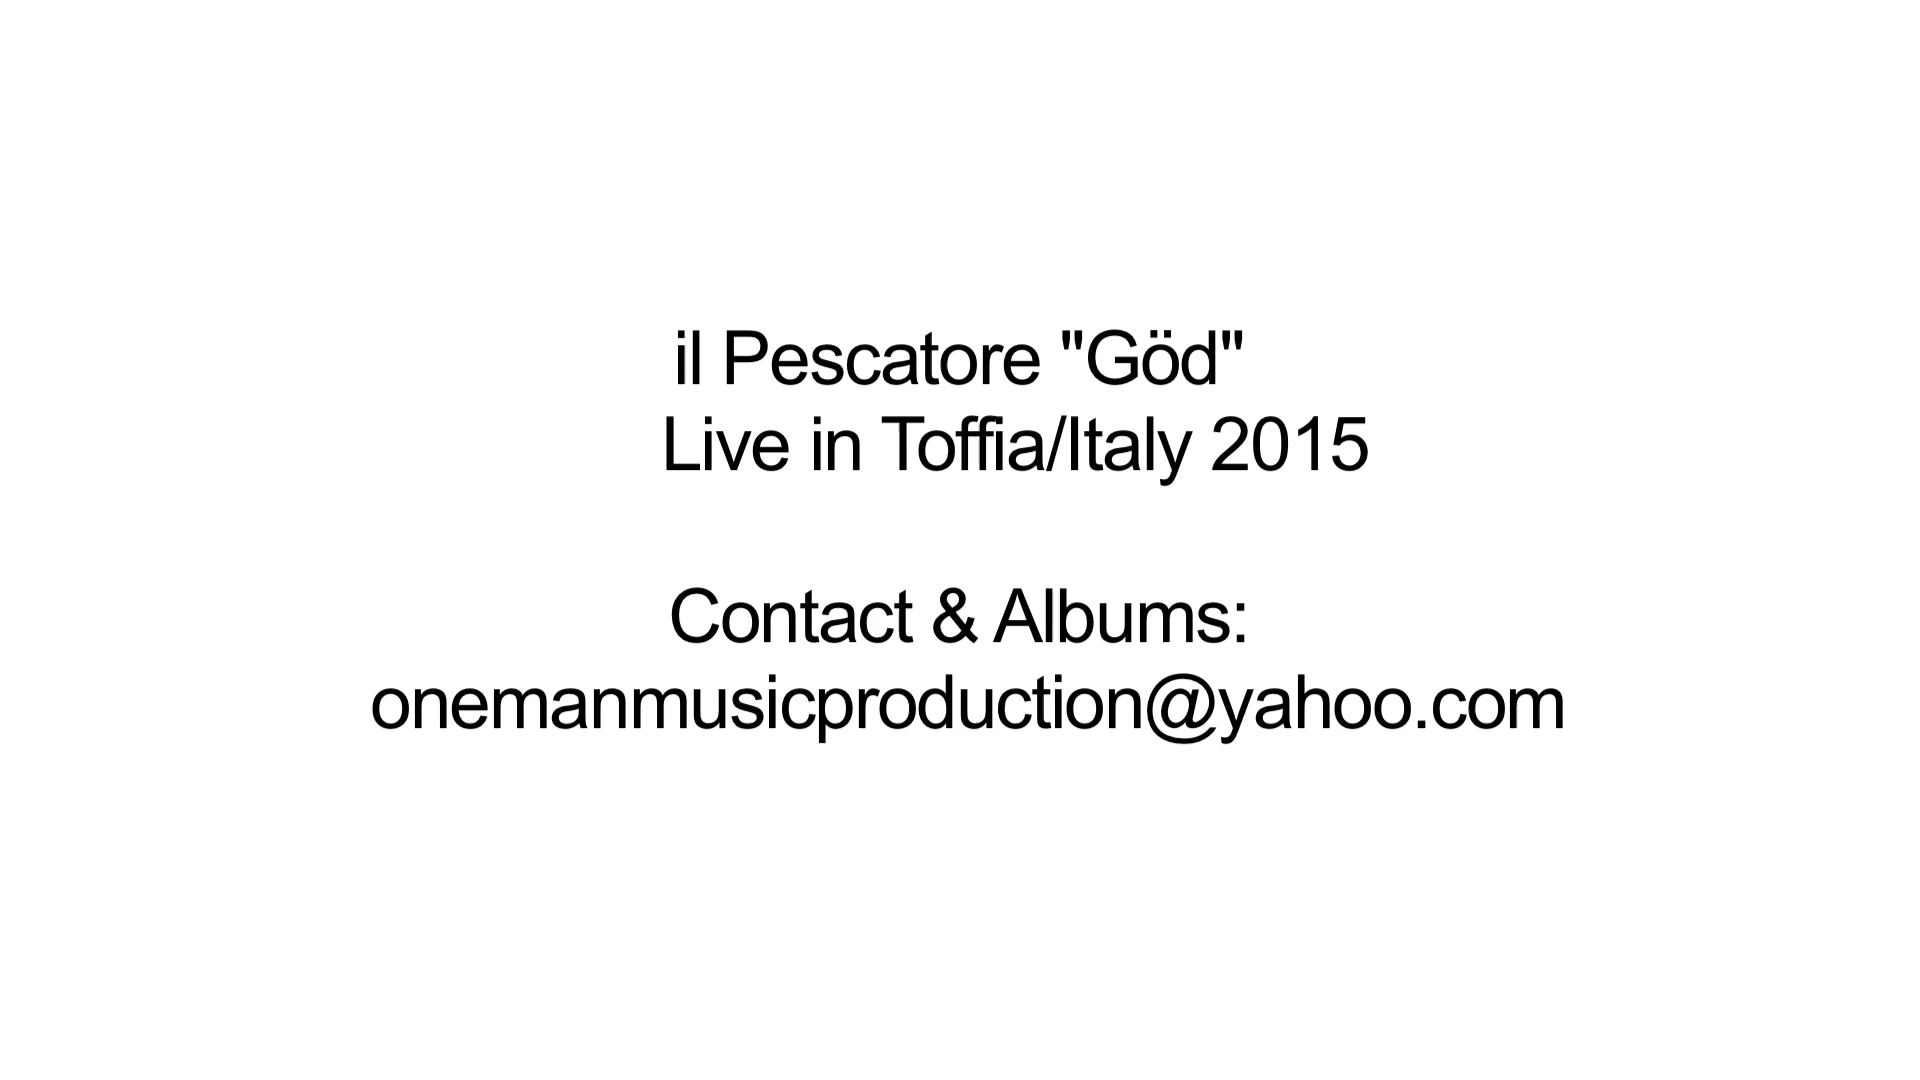 il Pescatore "Göd"
Live in Toffia/Italy 2015
Contact & Albums:
onemanmusicproduction@yahoo.com